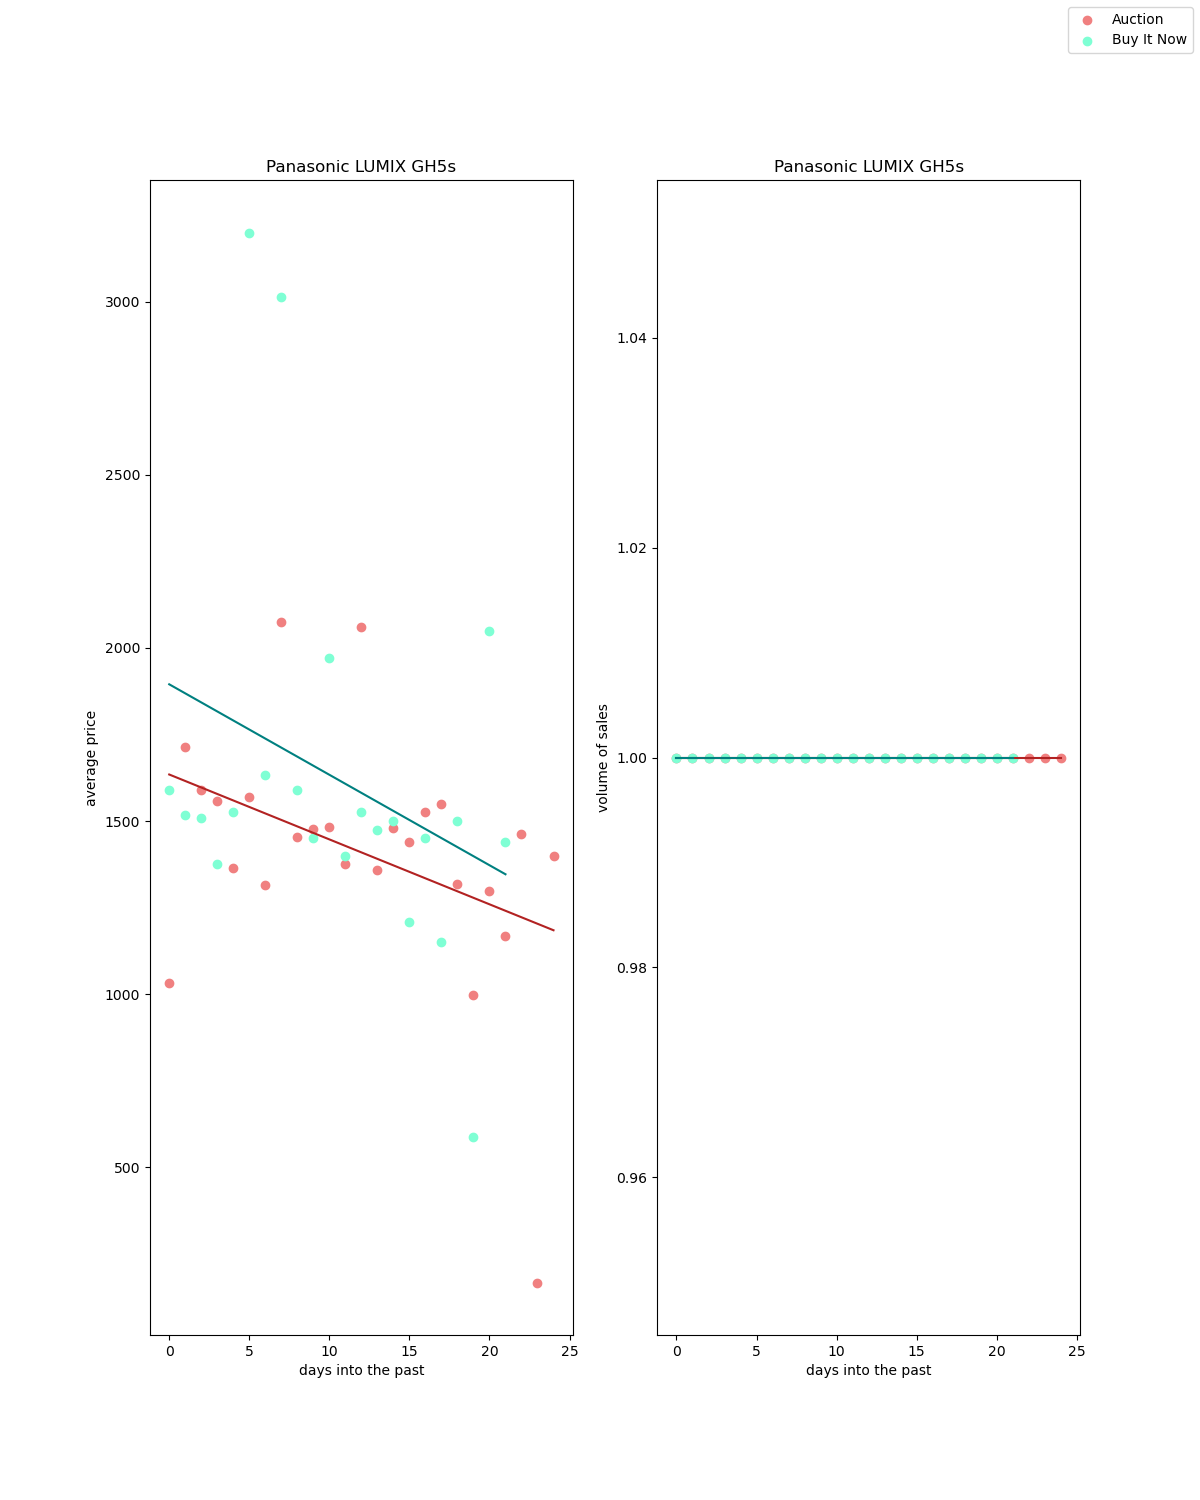 Auction
Buy It Now
Panasonic LUMIX GH5s
3000
2500
2000
1500
1000
500
average price
0 5 10 15 20 25
days into the past
Panasonic LUMIX GH5s
1.04
1.02
1.00
0.98
0.96
volume of sales
0 5 10 15 20 25
days into the past